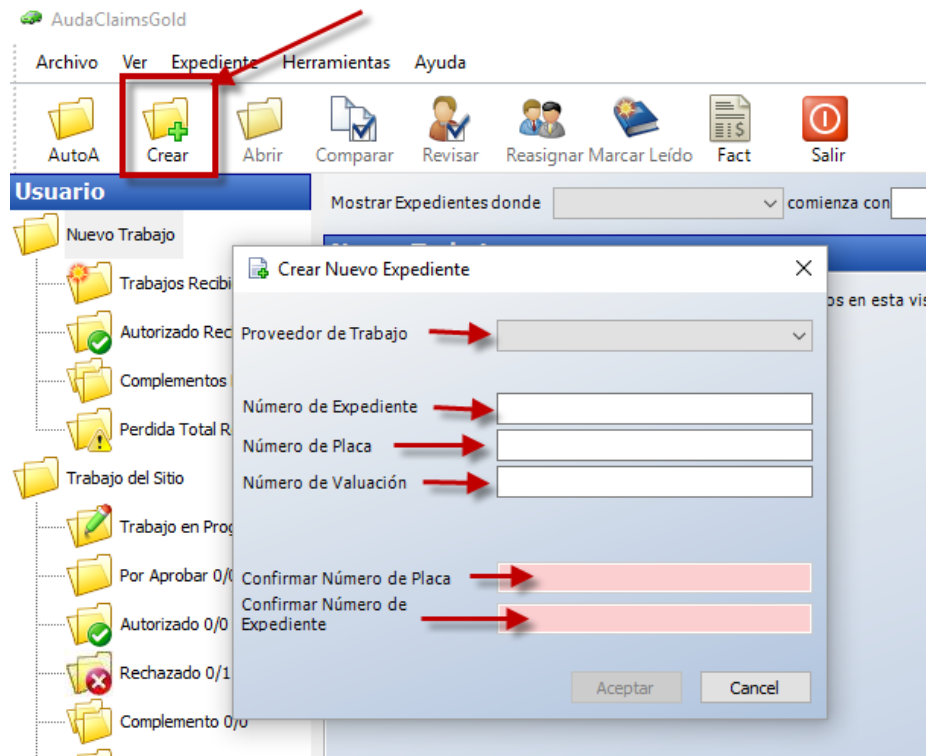 AudaClaimsGold
Archivo Ver Expediente Herramientas Ayuda
AutoA Crear Abrir Comparar Revisar Reasignar Marcar Leído Fact Salir
Usuario
Mostrar Expedientes donde comienza con
Nuevo Trabajo
Trabajos Recibi
Autorizado Rec
Complementos
Perdida Total R
Trabajo del Sitio
Trabajo en Prog
Por Aprobar 0/0
Autorizado 0/0
Rechazado 0/1
Complemento 0/0
os en esta vis
Crear Nuevo Expediente
Proveedor de Trabajo
Número de Expediente
Número de Placa
Número de Valuación
Confirmar Número de Placa
Confirmar Número de
Expediente
Aceptar Cancel